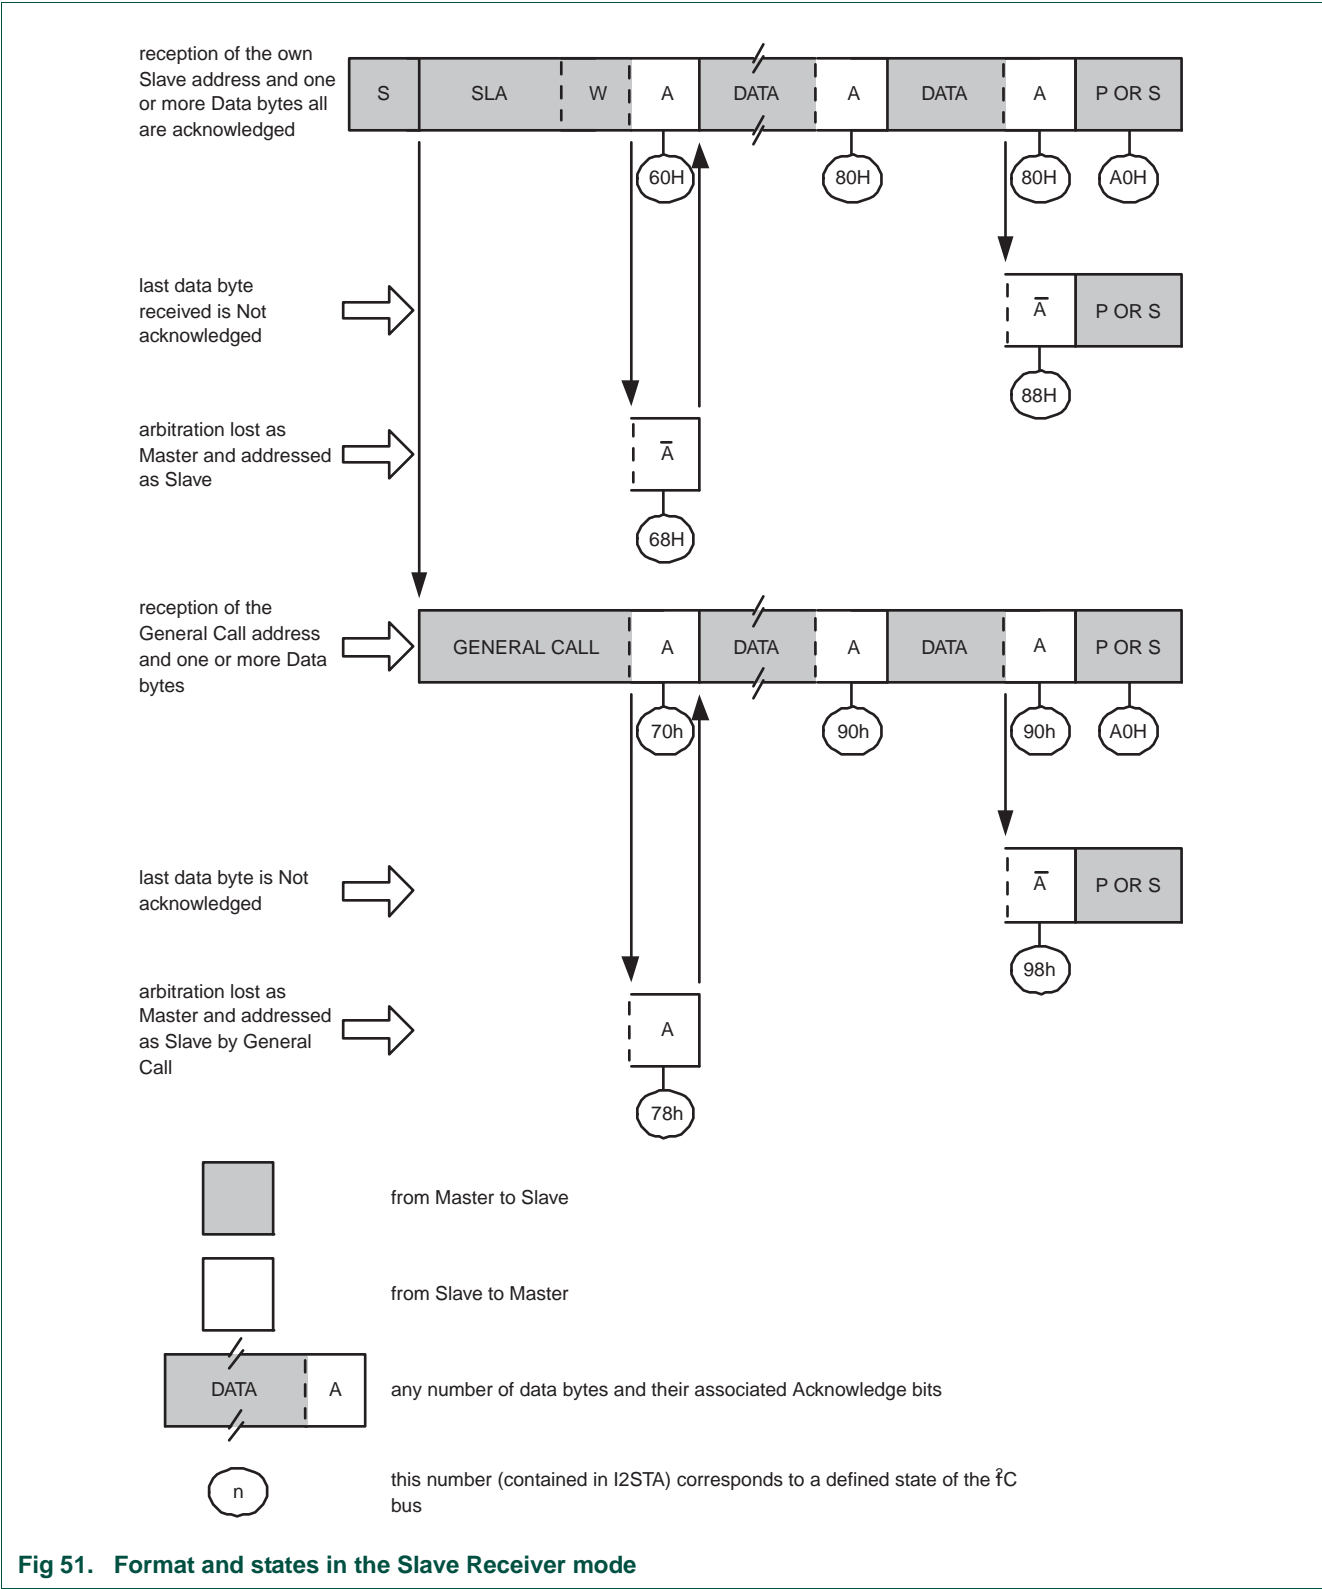 reception of the own
Slave address and one
or more Data bytes all
are acknowledged
S SLA W A DATA A DATA A P OR S
60H 80H 80H A0H
last data byte
received is Not
acknowledged
A̅ P OR S
88H
arbitration lost as
Master and addressed
as Slave
A̅
68H
reception of the
General Call address
and one or more Data
bytes
GENERAL CALL A DATA A DATA A P OR S
70h 90h 90h A0H
last data byte is Not
acknowledged
A̅ P OR S
98h
arbitration lost as
Master and addressed
as Slave by General
Call
A
78h
from Master to Slave
from Slave to Master
DATA A any number of data bytes and their associated Acknowledge bits
n this number (contained in I2STA) corresponds to a defined state of the I²C
bus
Fig 51. Format and states in the Slave Receiver mode